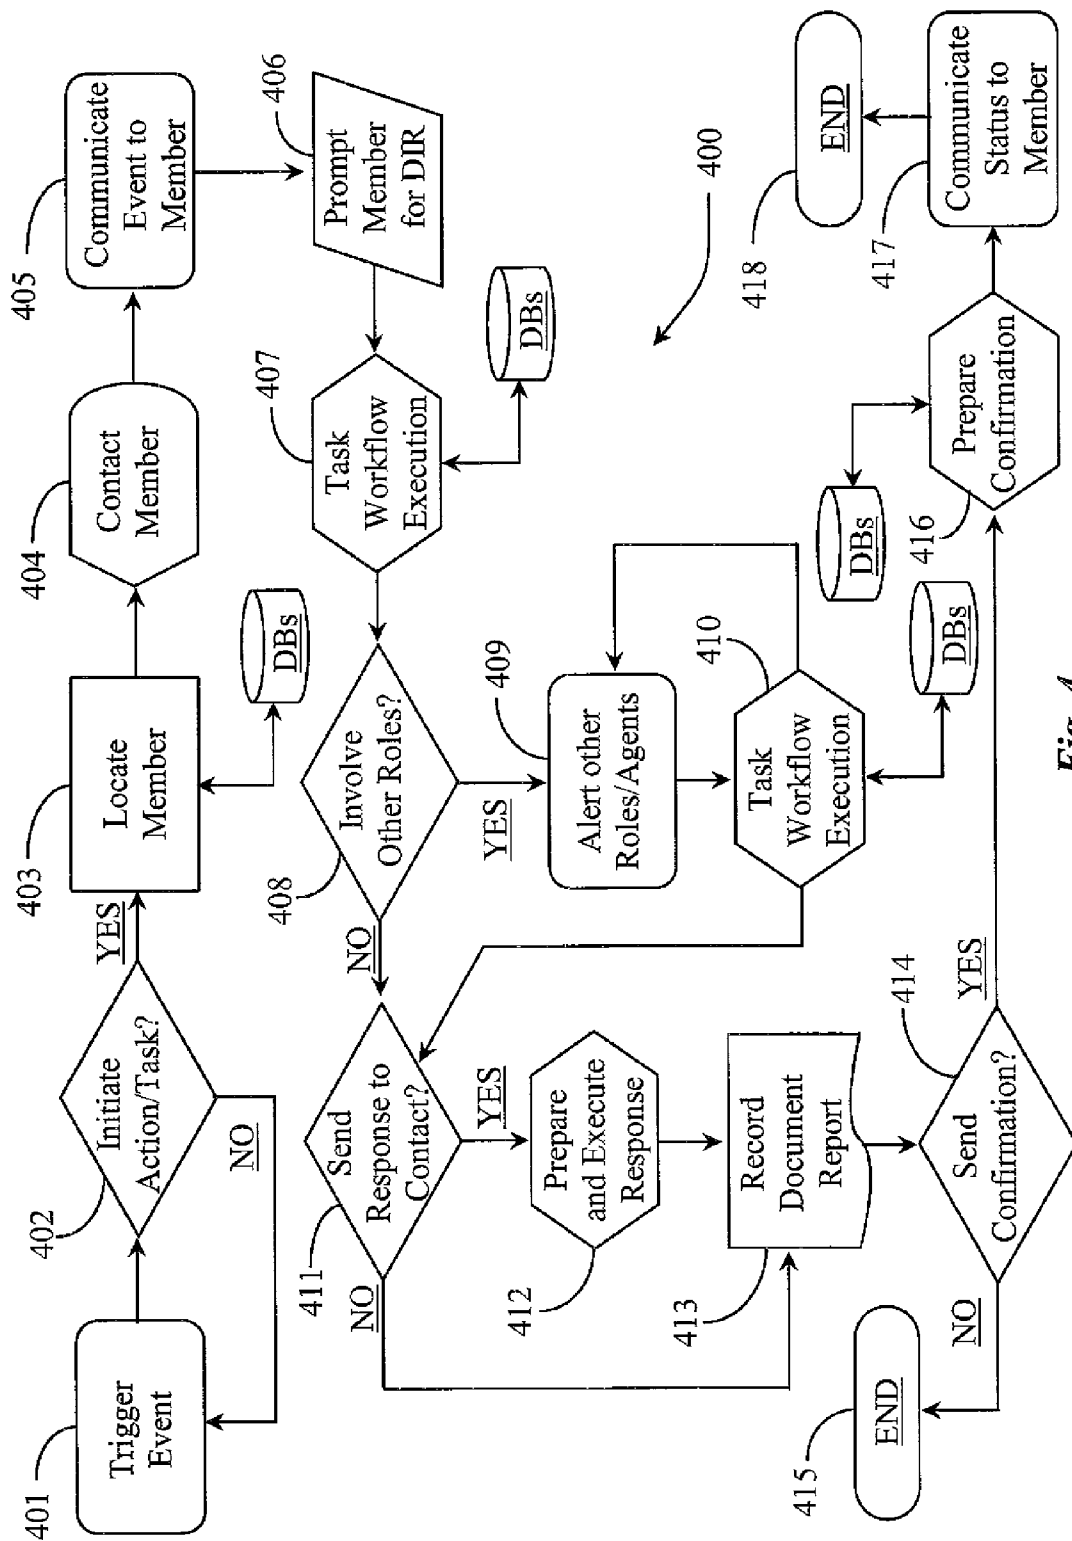 401
Trigger
Event
402
Initiate
Action/Task?
NO
YES
403
Locate
Member
DBs
404
Contact
Member
405
Communicate
Event to
Member
406
Prompt
Member
for DIR
407
Task
Workflow
Execution
DBs
408
Involve
Other Roles?
NO
YES
409
Alert other
Roles/Agents
410
Task
Workflow
Execution
DBs
411
Send
Response to
Contact?
NO
YES
412
Prepare
and Execute
Response
413
Record
Document
Report
414
Send
Confirmation?
NO
YES
415
END
416
Prepare
Confirmation
DBs
417
Communicate
Status to
Member
418
END
400
Fig. 4